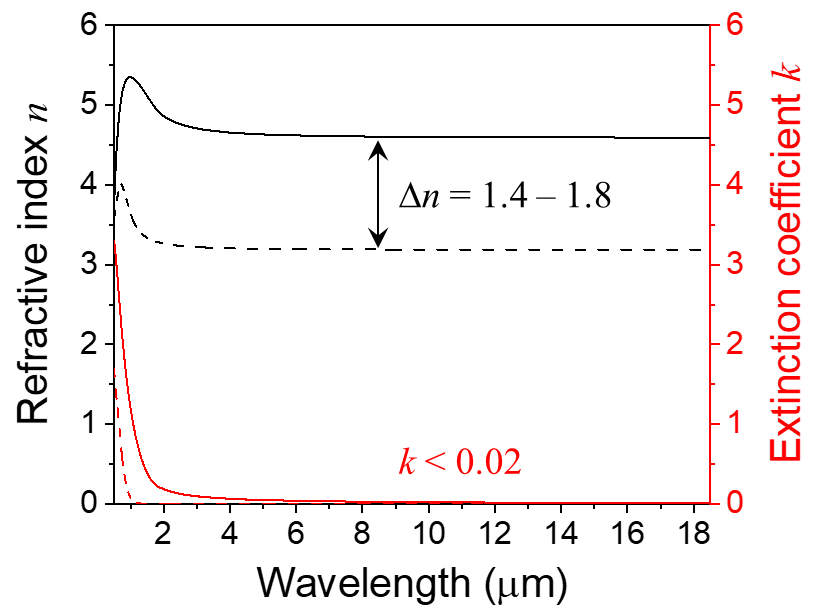 6
5
4
3
2
1
0
Refractive index n
Δn = 1.4 – 1.8
k < 0.02
6
5
4
3
2
1
0
Extinction coefficient k
2 4 6 8 10 12 14 16 18
Wavelength (μm)